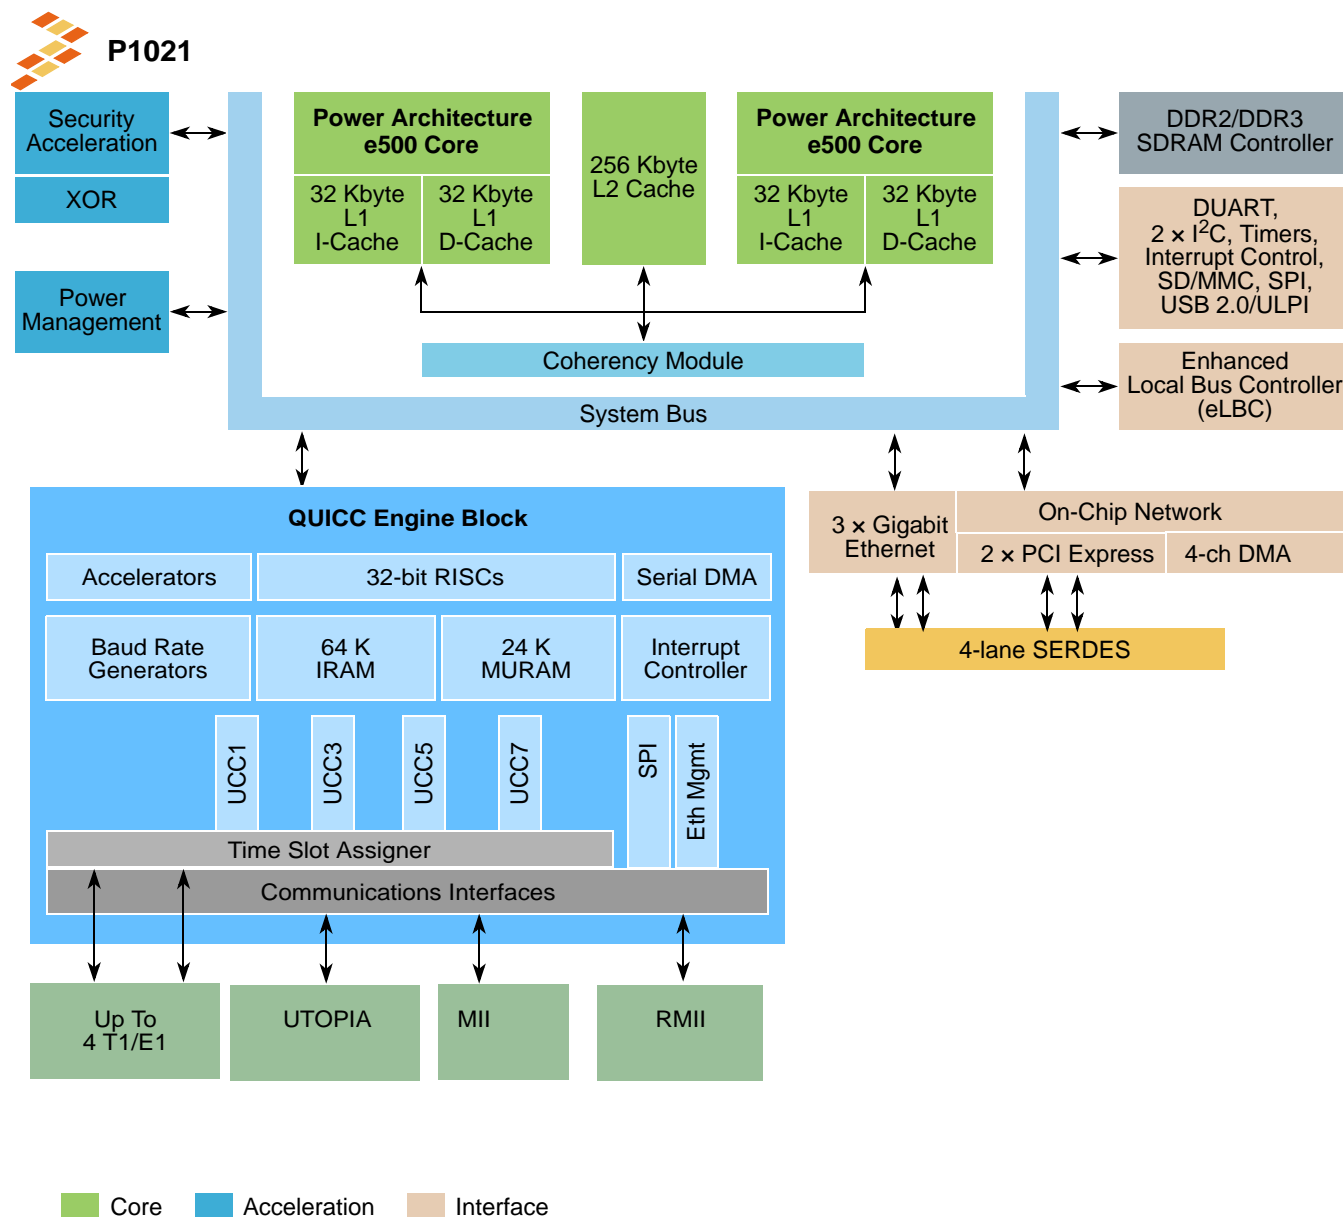 P1021
Security
Acceleration
XOR
Power
Management
Power Architecture
e500 Core
32 Kbyte
L1
I-Cache
32 Kbyte
L1
D-Cache
256 Kbyte
L2 Cache
Power Architecture
e500 Core
32 Kbyte
L1
I-Cache
32 Kbyte
L1
D-Cache
Coherency Module
System Bus
DDR2/DDR3
SDRAM Controller
DUART,
2 × I²C, Timers,
Interrupt Control,
SD/MMC, SPI,
USB 2.0/ULPI
Enhanced
Local Bus Controller
(eLBC)
QUICC Engine Block
Accelerators
32-bit RISCs
Serial DMA
Baud Rate
Generators
64 K
IRAM
24 K
MURAM
Interrupt
Controller
UCC1
UCC3
UCC5
UCC7
SPI
Eth Mgmt
Time Slot Assigner
Communications Interfaces
3 × Gigabit
Ethernet
On-Chip Network
2 × PCI Express
4-ch DMA
4-lane SERDES
Up To
4 T1/E1
UTOPIA
MII
RMII
Core
Acceleration
Interface